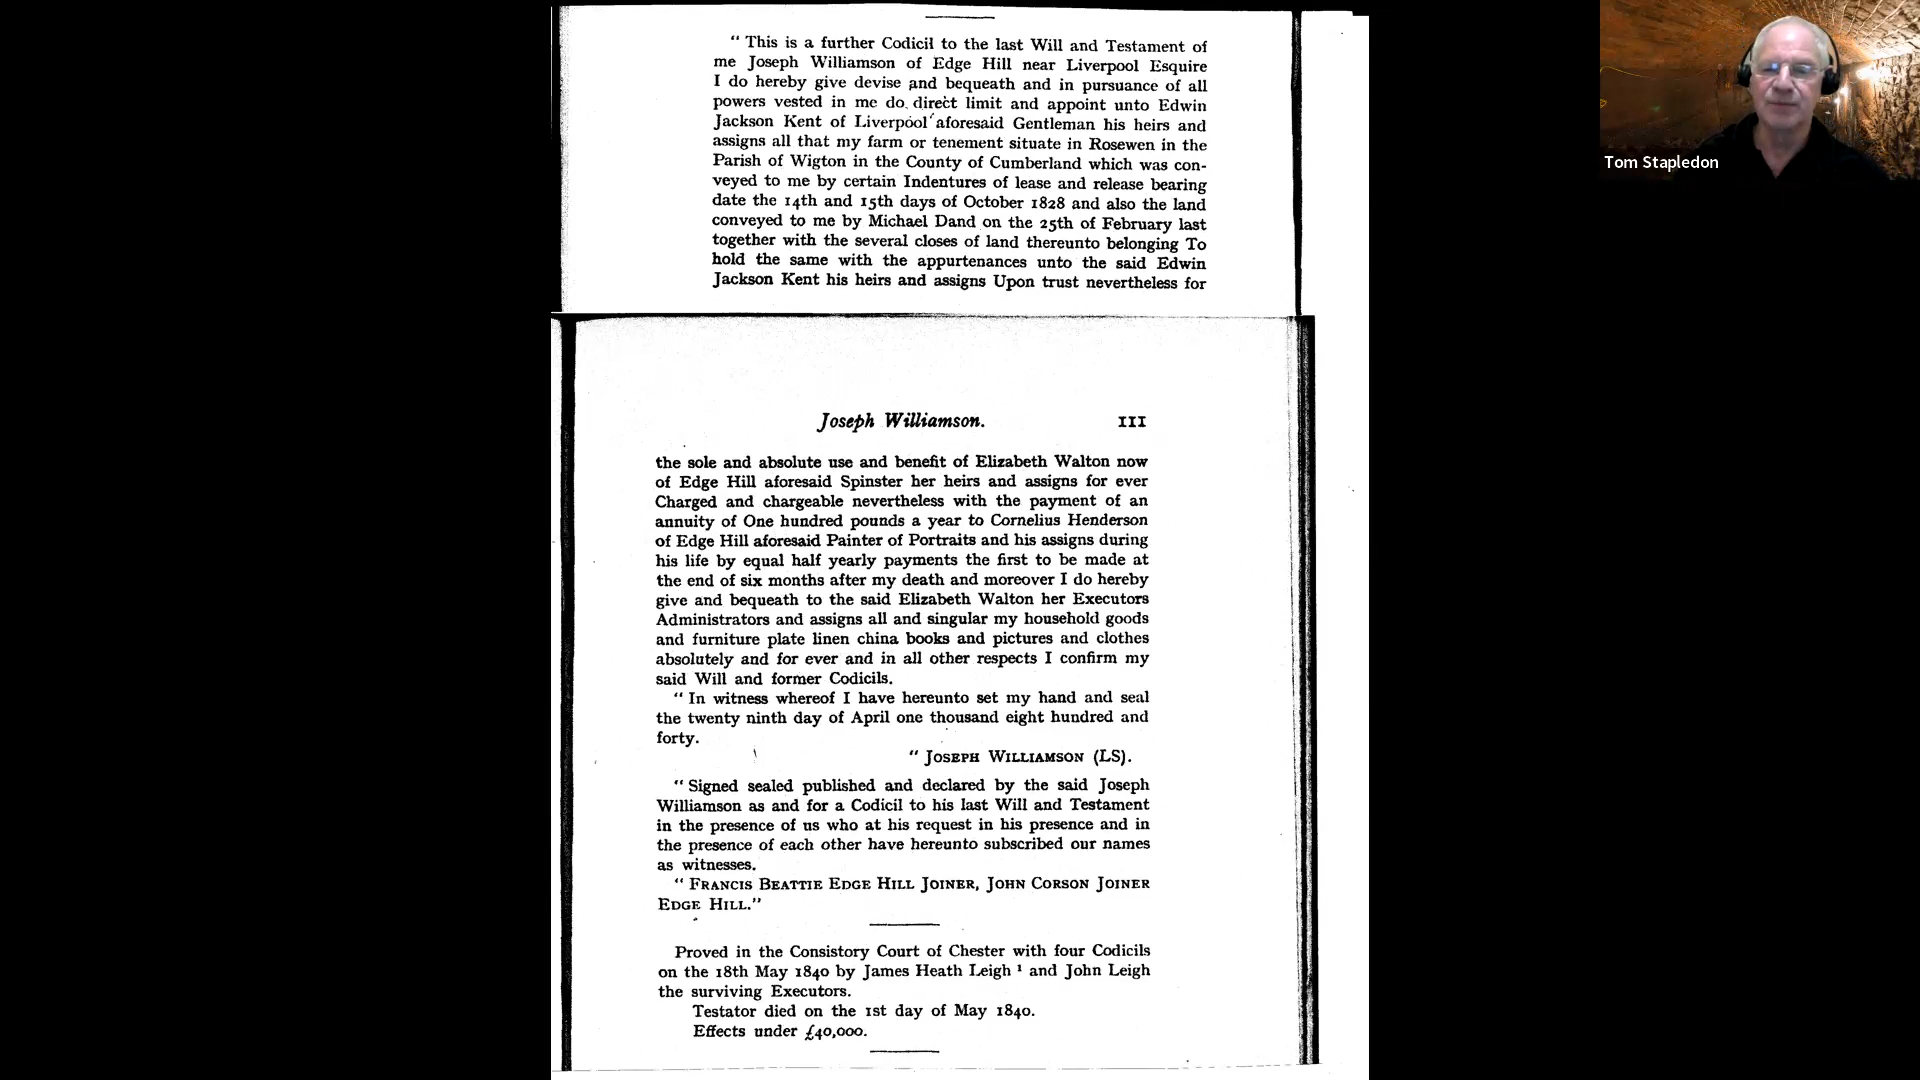 “ This is a further Codicil to the last Will and Testament of
me Joseph Williamson of Edge Hill near Liverpool Esquire
I do hereby give devise and bequeath and in pursuance of all
powers vested in me do direct limit and appoint unto Edwin
Jackson Kent of Liverpool aforesaid Gentleman his heirs and
assigns all that my farm or tenement situate in Rosewen in the
Parish of Wigton in the County of Cumberland which was con-
veyed to me by certain Indentures of lease and release bearing
date the 14th and 15th days of October 1828 and also the land
conveyed to me by Michael Dand on the 25th of February last
together with the several closes of land thereunto belonging To
hold the same with the appurtenances unto the said Edwin
Jackson Kent his heirs and assigns Upon trust nevertheless for
Joseph Williamson. 111
the sole and absolute use and benefit of Elizabeth Walton now
of Edge Hill aforesaid Spinster her heirs and assigns for ever
Charged and chargeable nevertheless with the payment of an
annuity of One hundred pounds a year to Cornelius Henderson
of Edge Hill aforesaid Painter of Portraits and his assigns during
his life by equal half yearly payments the first to be made at
the end of six months after my death and moreover I do hereby
give and bequeath to the said Elizabeth Walton her Executors
Administrators and assigns all and singular my household goods
and furniture plate linen china books and pictures and clothes
absolutely and for ever and in all other respects I confirm my
said Will and former Codicils.
“ In witness whereof I have hereunto set my hand and seal
the twenty ninth day of April one thousand eight hundred and
forty.
“ JOSEPH WILLIAMSON (LS).
“ Signed sealed published and declared by the said Joseph
Williamson as and for a Codicil to his last Will and Testament
in the presence of us who at his request in his presence and in
the presence of each other have hereunto subscribed our names
as witnesses.
“ FRANCIS BEATTIE EDGE HILL JOINER, JOHN CORSON JOINER
EDGE HILL.”
Proved in the Consistory Court of Chester with four Codicils
on the 18th May 1840 by James Heath Leigh ¹ and John Leigh
the surviving Executors.
Testator died on the 1st day of May 1840.
Effects under £40,000.
Tom Stapledon